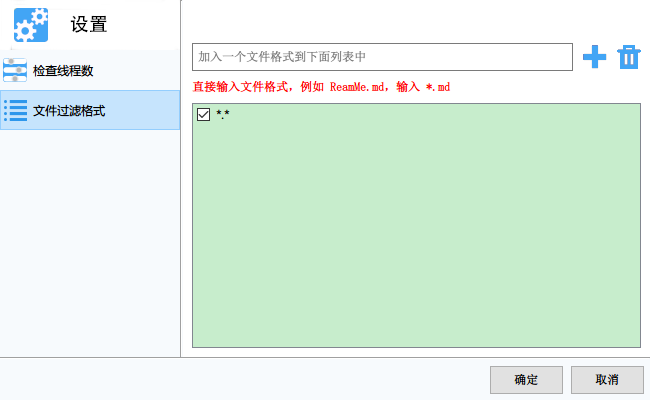 设置
检查线程数
文件过滤格式
加入一个文件格式到下面列表中
直接输入文件格式，例如 ReamMe.md，输入 *.md
*.*
确定
取消